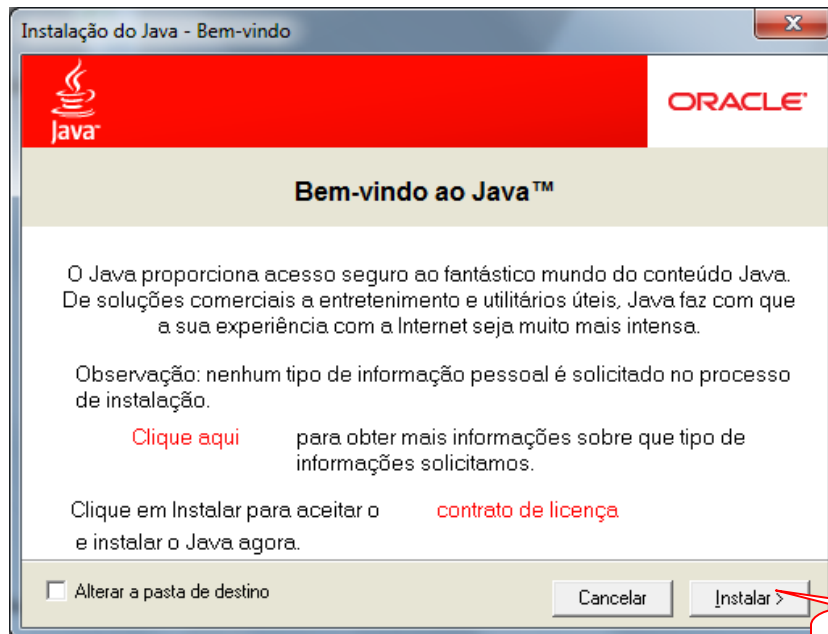 Instalação do Java - Bem-vindo
Java™
ORACLE®
Bem-vindo ao Java™
O Java proporciona acesso seguro ao fantástico mundo do conteúdo Java.
De soluções comerciais a entretenimento e utilitários úteis, Java faz com que
a sua experiência com a Internet seja muito mais intensa.
Observação: nenhum tipo de informação pessoal é solicitado no processo
de instalação.
Clique aqui para obter mais informações sobre que tipo de
informações solicitamos.
Clique em Instalar para aceitar o contrato de licença
e instalar o Java agora.
Alterar a pasta de destino Cancelar Instalar >